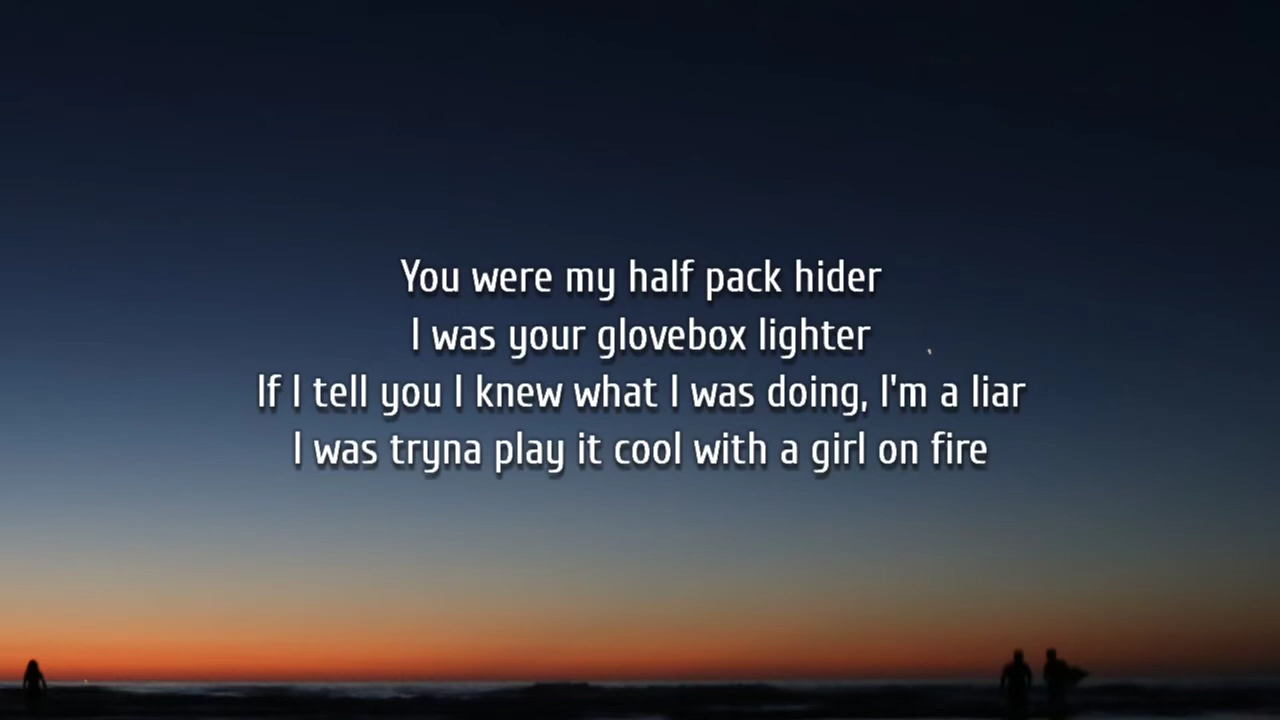 You were my half pack hider
I was your glovebox lighter
If I tell you I knew what I was doing, I'm a liar
I was tryna play it cool with a girl on fire